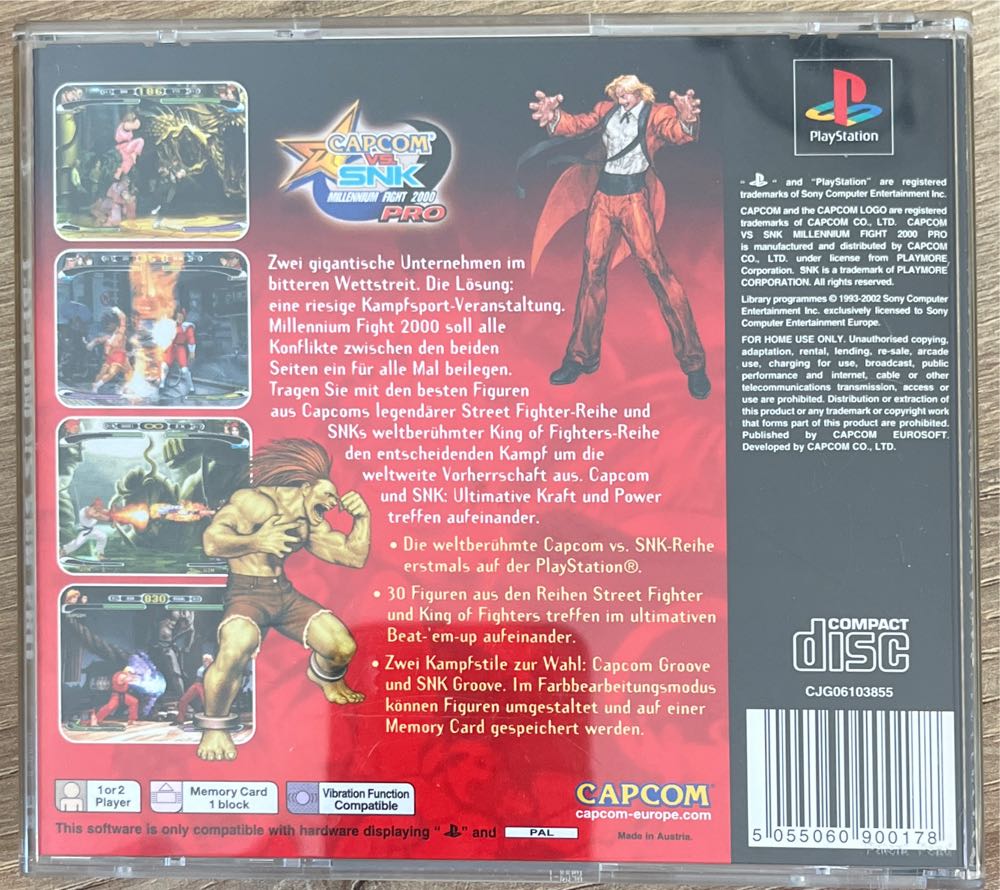 CAPCOM®
VS.
SNK
MILLENNIUM FIGHT 2000
PRO
Zwei gigantische Unternehmen im
bitteren Wettstreit. Die Lösung:
eine riesige Kampfsport-Veranstaltung.
Millennium Fight 2000 soll alle
Konflikte zwischen den beiden
Seiten ein für alle Mal beilegen.
Tragen Sie mit den besten Figuren
aus Capcoms legendärer Street Fighter-Reihe und
SNKs weltberühmter King of Fighters-Reihe
den entscheidenden Kampf um die
weltweite Vorherrschaft aus. Capcom
und SNK: Ultimative Kraft und Power
treffen aufeinander.
• Die weltberühmte Capcom vs. SNK-Reihe
erstmals auf der PlayStation®.
• 30 Figuren aus den Reihen Street Fighter
und King of Fighters treffen im ultimativen
Beat-'em-up aufeinander.
• Zwei Kampfstile zur Wahl: Capcom Groove
und SNK Groove. Im Farbbearbeitungsmodus
können Figuren umgestaltet und auf einer
Memory Card gespeichert werden.
186
830
1 or 2
Player
Memory Card
1 block
Vibration Function
Compatible
This software is only compatible with hardware displaying " " and PAL
CAPCOM®
capcom-europe.com
Made in Austria.
PlayStation
" " and "PlayStation" are registered
trademarks of Sony Computer Entertainment Inc.
CAPCOM and the CAPCOM LOGO are registered
trademarks of CAPCOM CO., LTD. CAPCOM
VS SNK MILLENNIUM FIGHT 2000 PRO
is manufactured and distributed by CAPCOM
CO., LTD. under license from PLAYMORE
Corporation. SNK is a trademark of PLAYMORE
CORPORATION. All rights reserved.
Library programmes © 1993-2002 Sony Computer
Entertainment Inc. exclusively licensed to Sony
Computer Entertainment Europe.
FOR HOME USE ONLY. Unauthorised copying,
adaptation, rental, lending, re-sale, arcade
use, charging for use, broadcast, public
performance and internet, cable or other
telecommunications transmission, access or
use are prohibited. Distribution or extraction of
this product or any trademark or copyright work
that forms part of this product are prohibited.
Published by CAPCOM EUROSOFT.
Developed by CAPCOM CO., LTD.
COMPACT
disc
CJG06103855
5 055060 900178